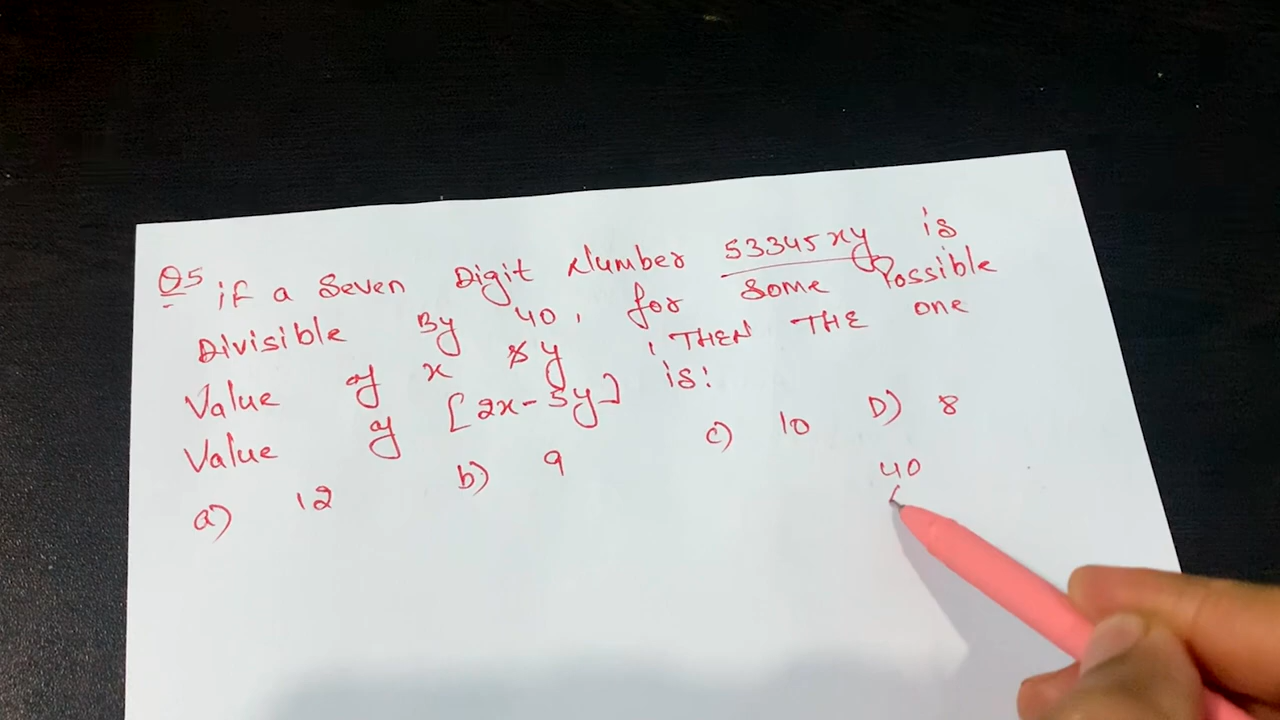 Q5 if a Seven Digit Number 53345xy is
Divisible By 40, for Some Possible
Value of x & y, THEN THE one
Value of [2x-5y] is:
a) 12 b) 9 c) 10 D) 8
40